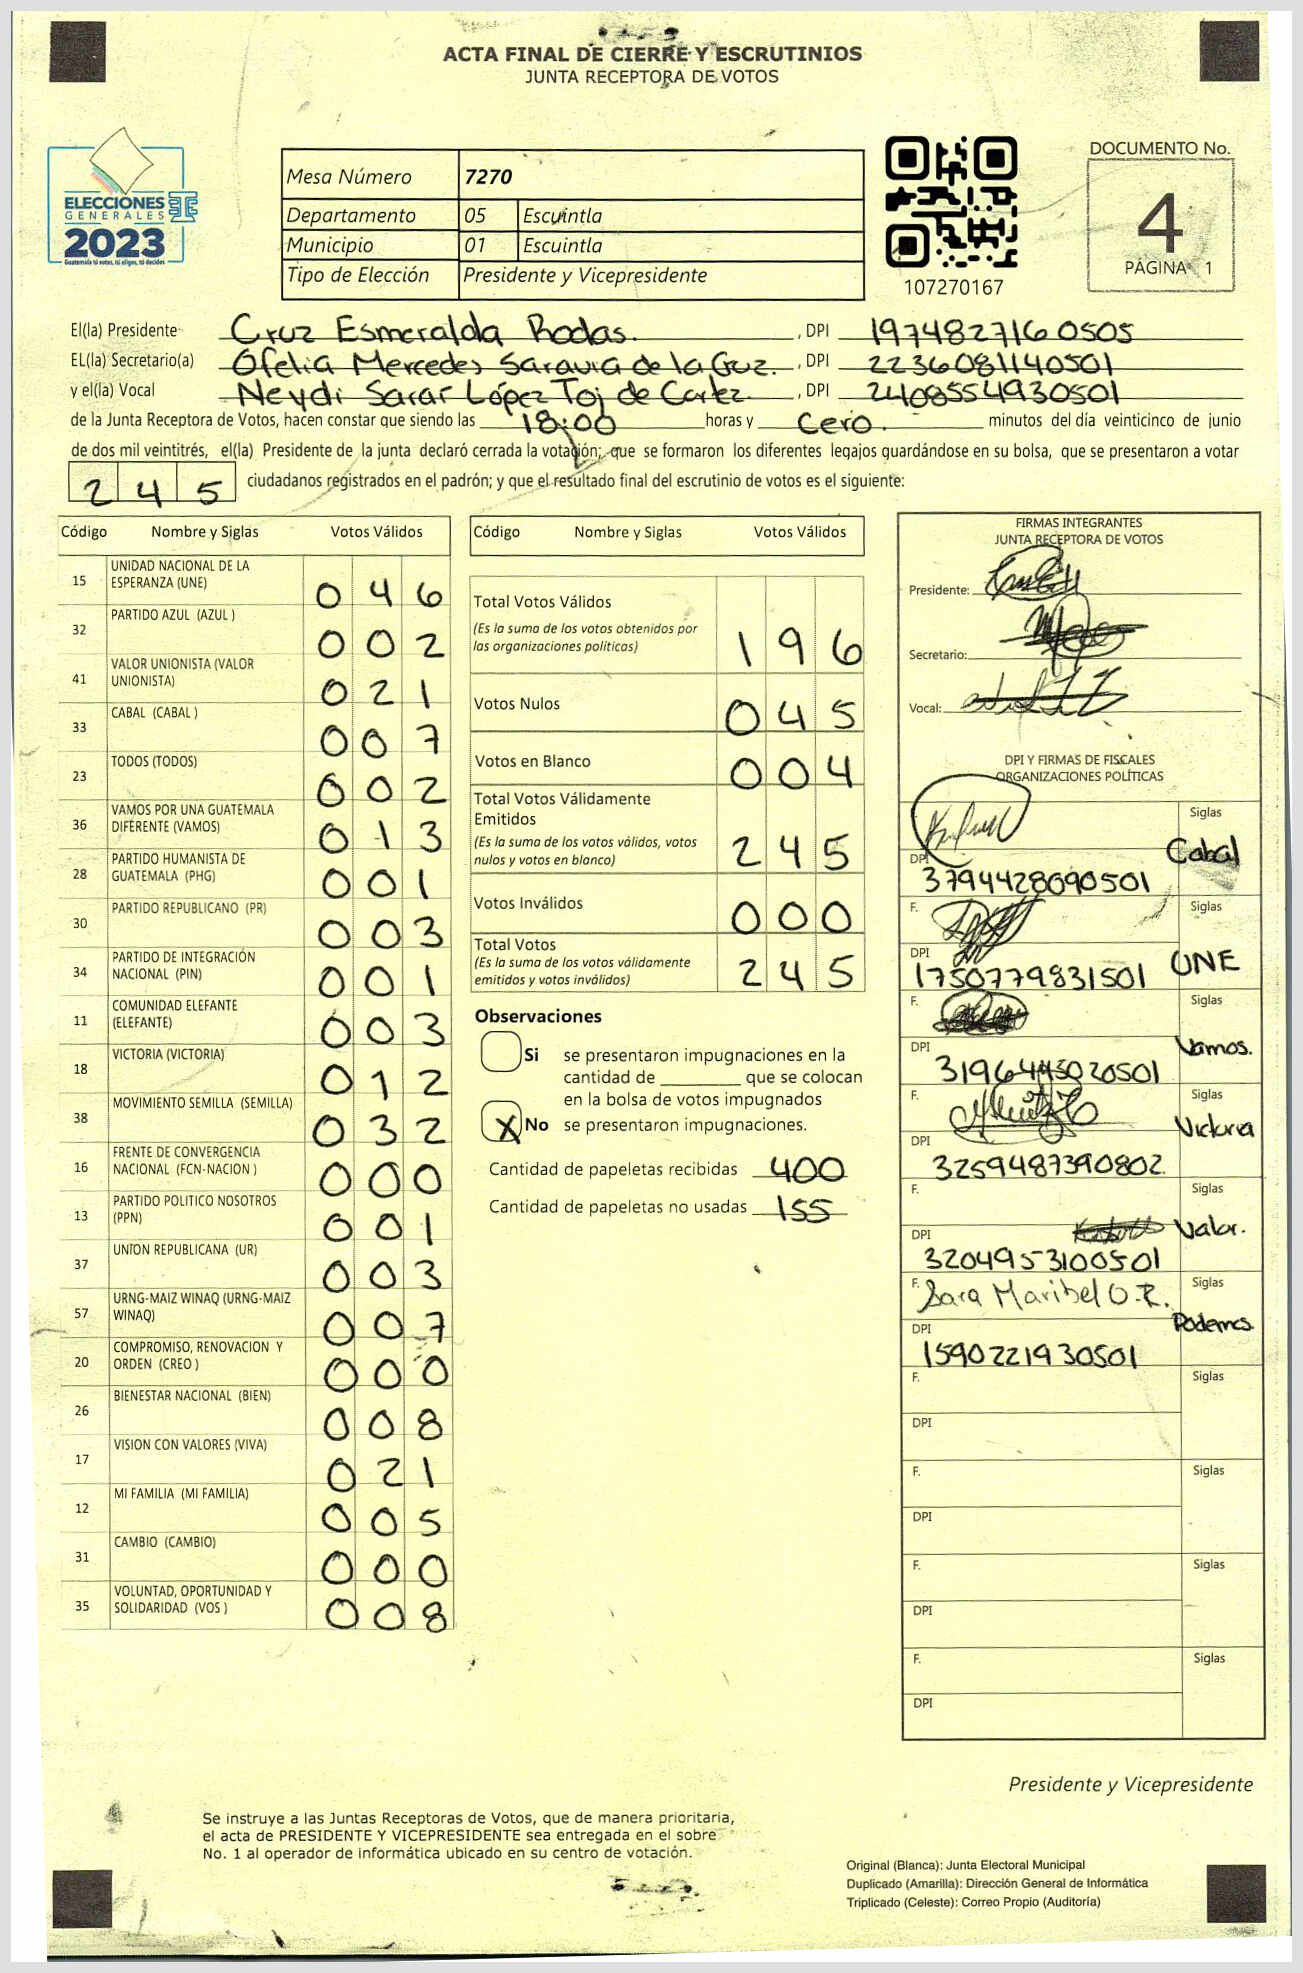 ACTA FINAL DE CIERRE Y ESCRUTINIOS
JUNTA RECEPTORA DE VOTOS
ELECCIONES
GENERALES
2023
Guatemala tú votas, tú eliges, tú decides
Mesa Número 7270
Departamento 05 Escuintla
Municipio 01 Escuintla
Tipo de Elección Presidente y Vicepresidente
107270167
DOCUMENTO No.
4
PÁGINA 1
El(la) Presidente Cruz Esmeralda Rodas. , DPI 1974827160505
EL(la) Secretario(a) Ofelia Mercedes Saravia de la Cruz. , DPI 2236081140501
y el(la) Vocal Neydi Sarai López Toj de Cortez. , DPI 2408554930501
de la Junta Receptora de Votos, hacen constar que siendo las 18:00 horas y Cero. minutos del día veinticinco de junio
de dos mil veintitrés, el(la) Presidente de la junta declaró cerrada la votación; que se formaron los diferentes legajos guardándose en su bolsa, que se presentaron a votar
245 ciudadanos registrados en el padrón; y que el resultado final del escrutinio de votos es el siguiente:
Código Nombre y Siglas Votos Válidos
15 UNIDAD NACIONAL DE LA
ESPERANZA (UNE) 046
32 PARTIDO AZUL (AZUL ) 002
41 VALOR UNIONISTA (VALOR
UNIONISTA) 021
33 CABAL (CABAL ) 007
23 TODOS (TODOS) 002
36 VAMOS POR UNA GUATEMALA
DIFERENTE (VAMOS) 013
28 PARTIDO HUMANISTA DE
GUATEMALA (PHG) 001
30 PARTIDO REPUBLICANO (PR) 003
34 PARTIDO DE INTEGRACIÓN
NACIONAL (PIN) 001
11 COMUNIDAD ELEFANTE
(ELEFANTE) 003
18 VICTORIA (VICTORIA) 012
38 MOVIMIENTO SEMILLA (SEMILLA) 032
16 FRENTE DE CONVERGENCIA
NACIONAL (FCN-NACION ) 000
13 PARTIDO POLITICO NOSOTROS
(PPN) 001
37 UNION REPUBLICANA (UR) 003
57 URNG-MAIZ WINAQ (URNG-MAIZ
WINAQ) 007
20 COMPROMISO, RENOVACION Y
ORDEN (CREO ) 000
26 BIENESTAR NACIONAL (BIEN) 008
17 VISION CON VALORES (VIVA) 021
12 MI FAMILIA (MI FAMILIA) 005
31 CAMBIO (CAMBIO) 000
35 VOLUNTAD, OPORTUNIDAD Y
SOLIDARIDAD (VOS ) 008
Código Nombre y Siglas Votos Válidos
Total Votos Válidos
(Es la suma de los votos obtenidos por
las organizaciones políticas) 196
Votos Nulos 045
Votos en Blanco 004
Total Votos Válidamente
Emitidos
(Es la suma de los votos válidos, votos
nulos y votos en blanco) 245
Votos Inválidos 000
Total Votos
(Es la suma de los votos válidamente
emitidos y votos inválidos) 245
Observaciones
Si se presentaron impugnaciones en la
cantidad de ________ que se colocan
en la bolsa de votos impugnados
X No se presentaron impugnaciones.
Cantidad de papeletas recibidas 400
Cantidad de papeletas no usadas 155
FIRMAS INTEGRANTES
JUNTA RECEPTORA DE VOTOS
Presidente:
Secretario:
Vocal:
DPI Y FIRMAS DE FISCALES
ORGANIZACIONES POLÍTICAS
Siglas Cabal
DPI 3794428090501
F. Siglas UNE
DPI 1750779831501
F. Siglas Vamos.
DPI 3196445020501
F. Siglas Victoria
DPI 3259487390802.
F. Siglas Valor.
DPI 3204953100501
F. Sara Maribel O.R. Siglas Podemos
DPI 1590221930501
F. Siglas
DPI
F. Siglas
DPI
F. Siglas
DPI
F. Siglas
DPI
Presidente y Vicepresidente
Se instruye a las Juntas Receptoras de Votos, que de manera prioritaria,
el acta de PRESIDENTE Y VICEPRESIDENTE sea entregada en el sobre
No. 1 al operador de informática ubicado en su centro de votación.
Original (Blanca): Junta Electoral Municipal
Duplicado (Amarilla): Dirección General de Informática
Triplicado (Celeste): Correo Propio (Auditoría)